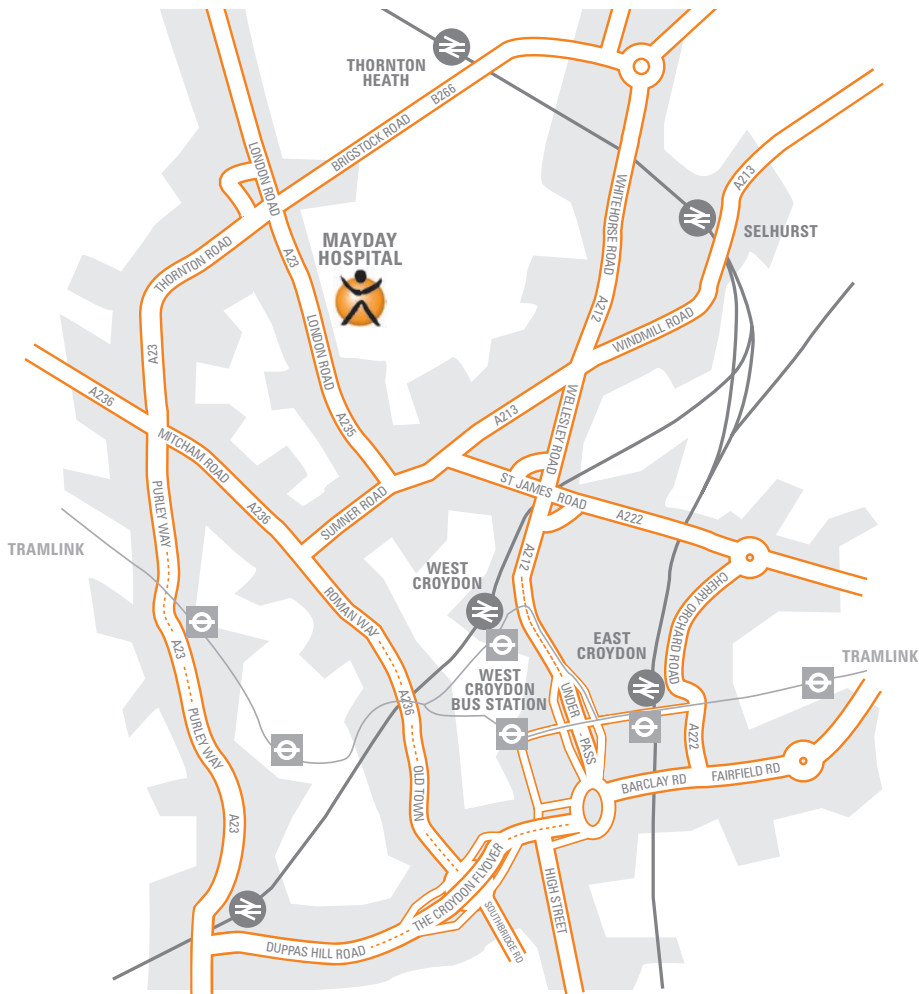 THORNTON
HEATH
B266
BRIGSTOCK ROAD
LONDON ROAD
A213
WHITEHORSE ROAD
SELHURST
THORNTON ROAD
A23
MAYDAY
HOSPITAL
A212
WINDMILL ROAD
LONDON ROAD
A23
A236
A235
A213
WELLESLEY ROAD
MITCHAM ROAD
PURLEY WAY
A236
SUMNER ROAD
ST JAMES ROAD
A222
TRAMLINK
A212
WEST
CROYDON
CHERRY ORCHARD ROAD
ROMAN WAY
A23
EAST
CROYDON
TRAMLINK
WEST
CROYDON
BUS STATION
A236
PURLEY WAY
UNDER
- PASS
A222
OLD TOWN
BARCLAY RD
FAIRFIELD RD
A23
THE CROYDON FLYOVER
HIGH STREET
SOUTHBRIDGE RD
DUPPAS HILL ROAD